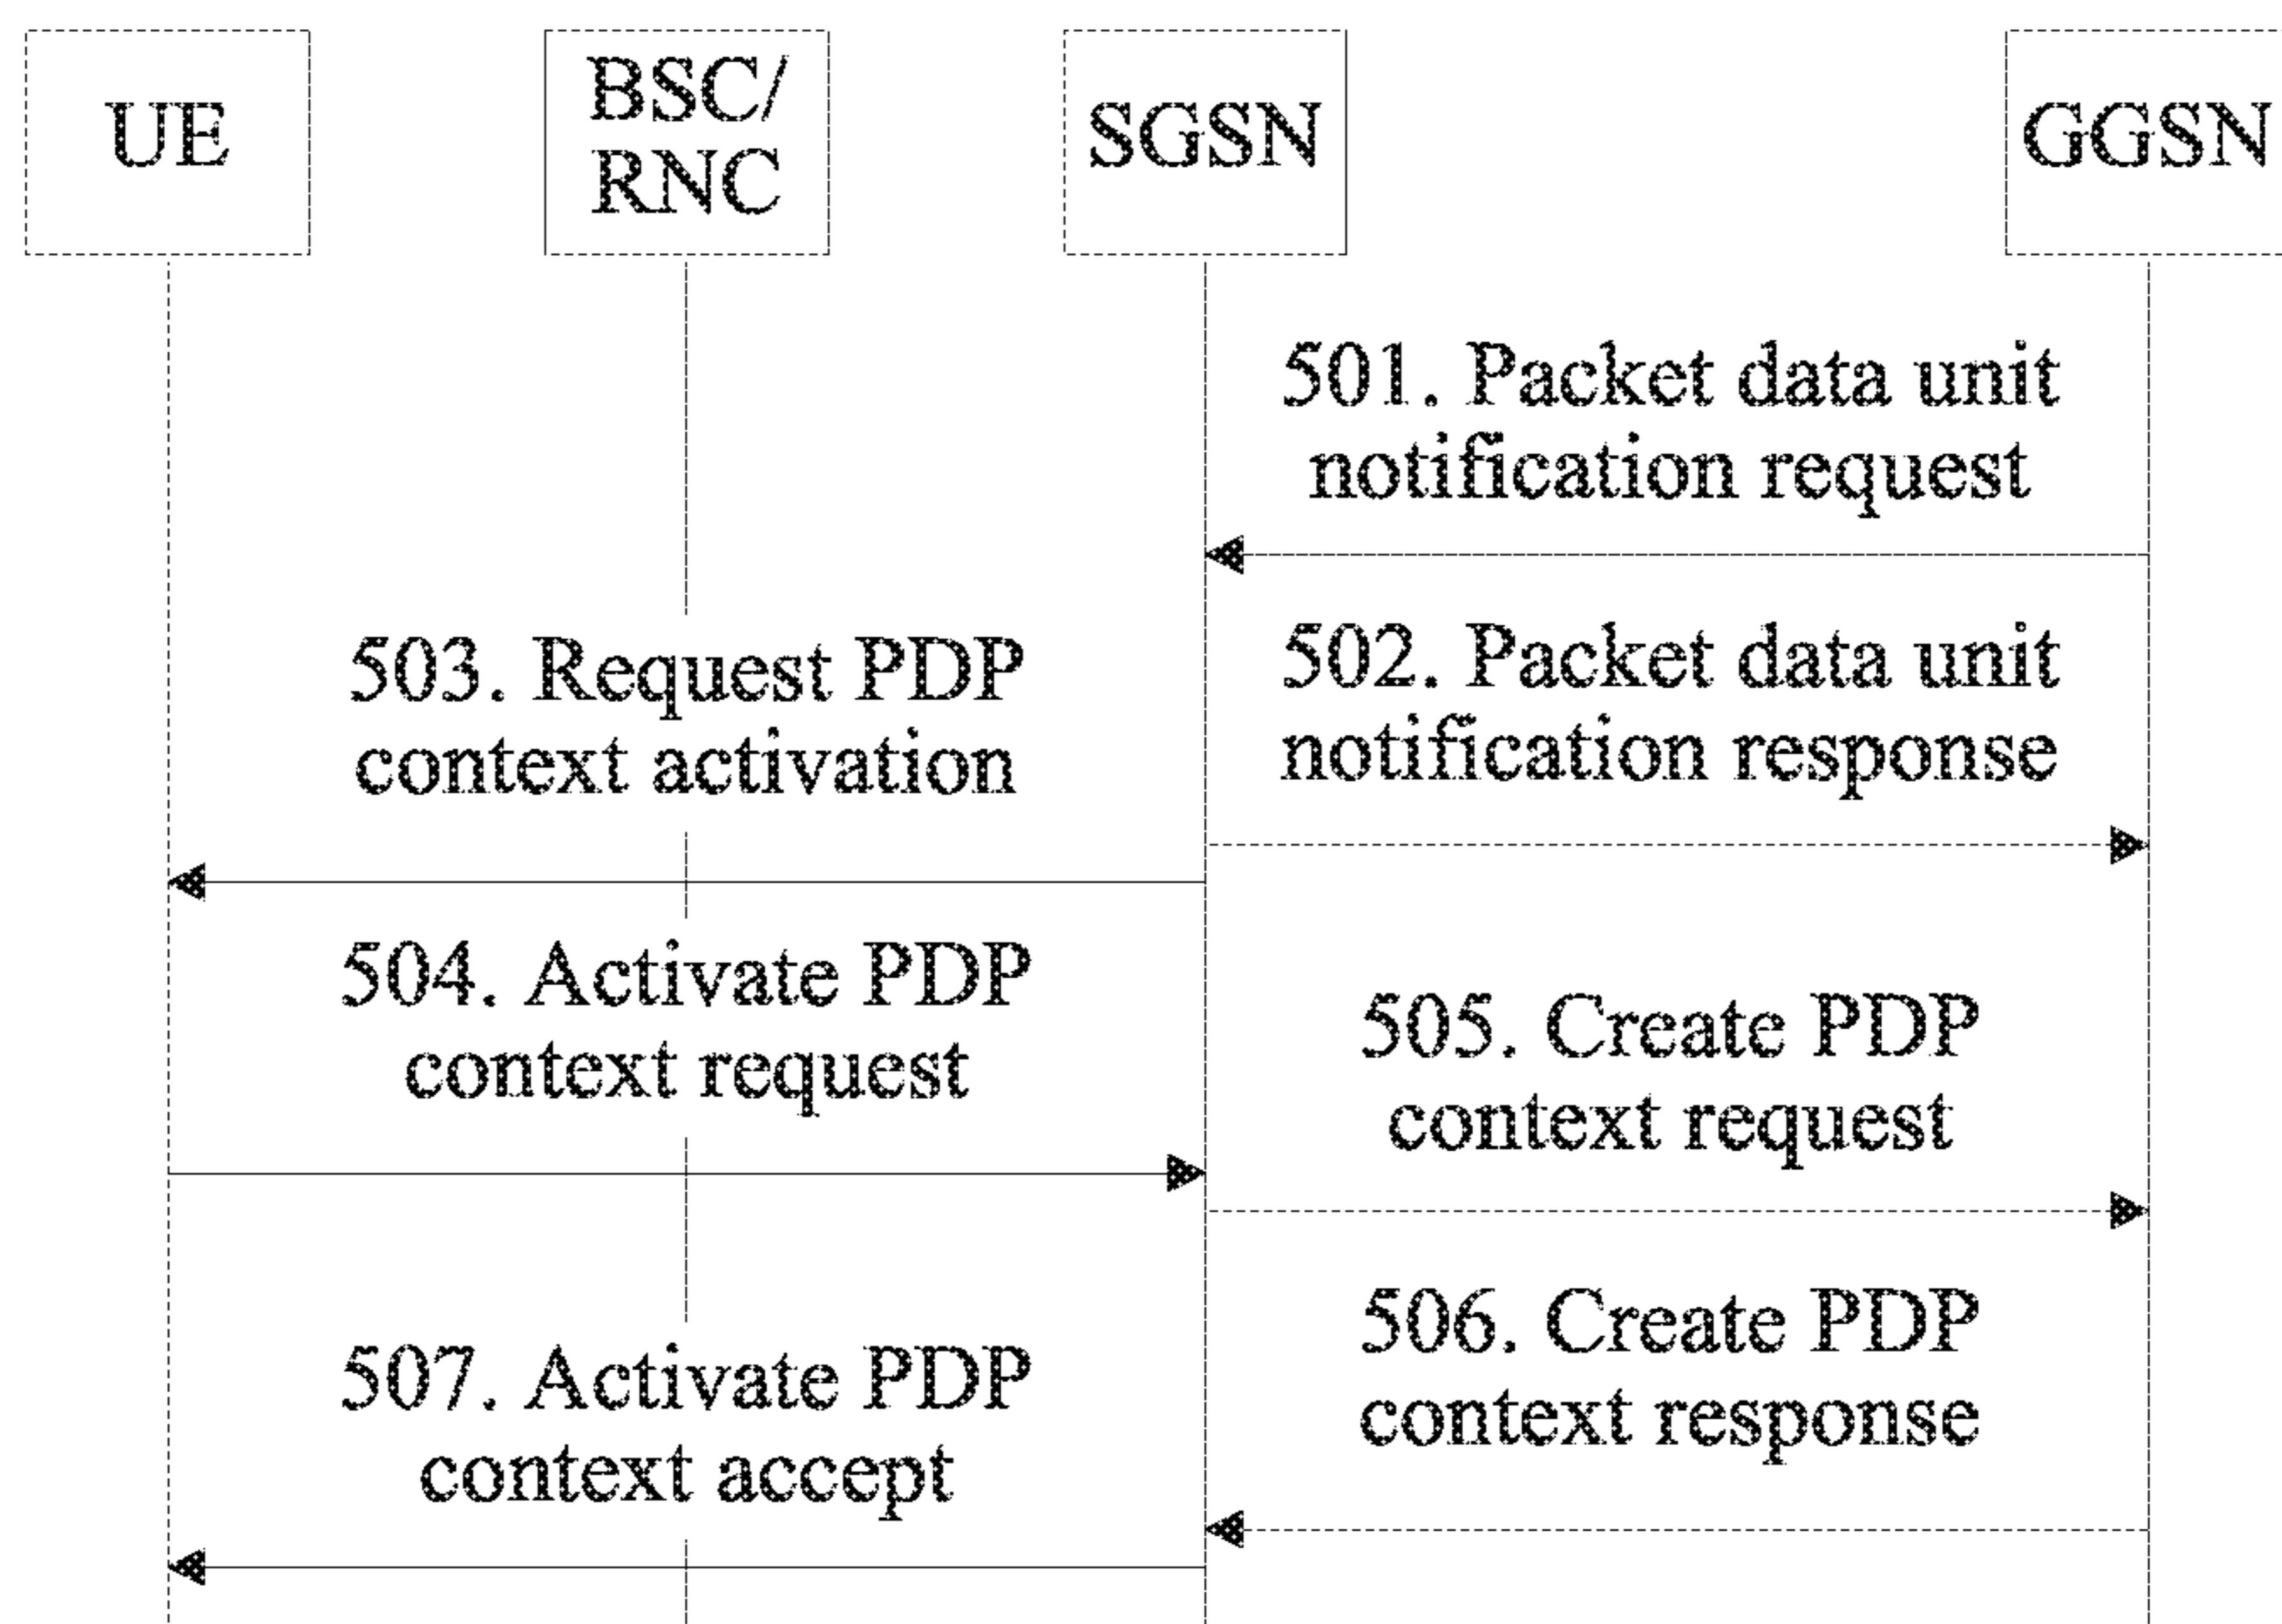 UE
BSC/
RNC
SGSN
GGSN
501. Packet data unit
notification request
502. Packet data unit
notification response
503. Request PDP
context activation
504. Activate PDP
context request
505. Create PDP
context request
506. Create PDP
context response
507. Activate PDP
context accept